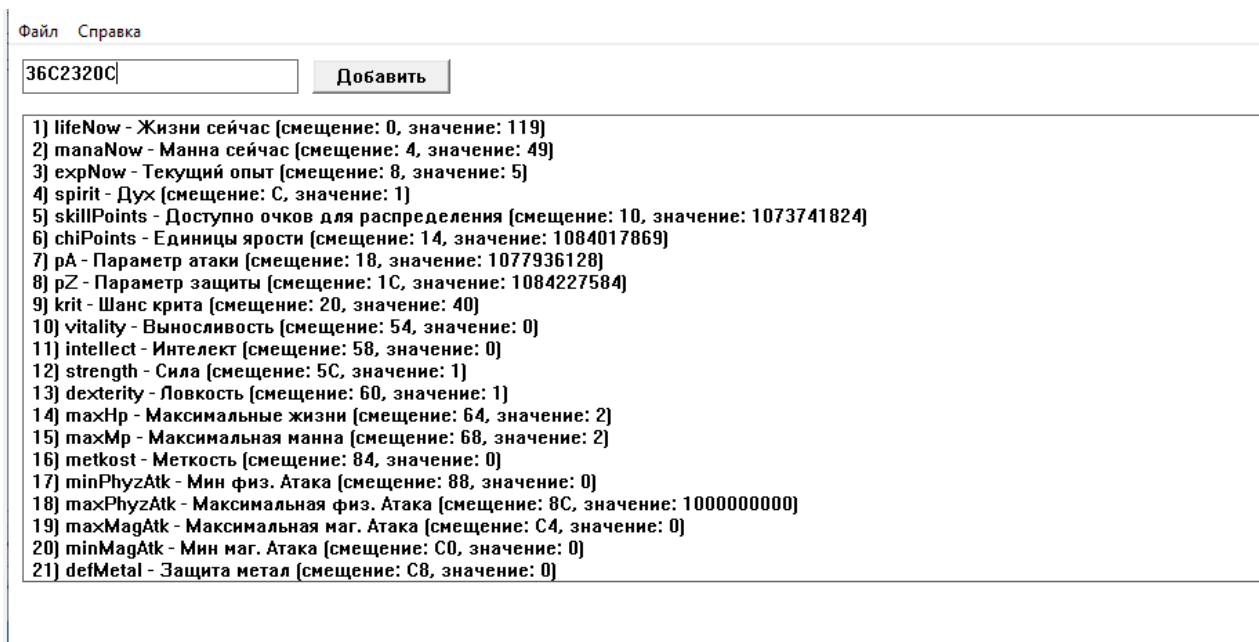 Файл Справка
36C2320C
Добавить
1) lifeNow - Жизни сейчас (смещение: 0, значение: 119)
2) manaNow - Манна сейчас (смещение: 4, значение: 49)
3) expNow - Текущий опыт (смещение: 8, значение: 5)
4) spirit - Дух (смещение: C, значение: 1)
5) skillPoints - Доступно очков для распределения (смещение: 10, значение: 1073741824)
6) chiPoints - Единицы ярости (смещение: 14, значение: 1084017869)
7) pA - Параметр атаки (смещение: 18, значение: 1077936128)
8) pZ - Параметр защиты (смещение: 1C, значение: 1084227584)
9) krit - Шанс крита (смещение: 20, значение: 40)
10) vitality - Выносливость (смещение: 54, значение: 0)
11) intellect - Интелект (смещение: 58, значение: 0)
12) strength - Сила (смещение: 5C, значение: 1)
13) dexterity - Ловкость (смещение: 60, значение: 1)
14) maxHp - Максимальные жизни (смещение: 64, значение: 2)
15) maxMp - Максимальная манна (смещение: 68, значение: 2)
16) metkost - Меткость (смещение: 84, значение: 0)
17) minPhyzAtk - Мин физ. Атака (смещение: 88, значение: 0)
18) maxPhyzAtk - Максимальная физ. Атака (смещение: 8C, значение: 1000000000)
19) maxMagAtk - Максимальная маг. Атака (смещение: C4, значение: 0)
20) minMagAtk - Мин маг. Атака (смещение: C0, значение: 0)
21) defMetal - Защита метал (смещение: C8, значение: 0)